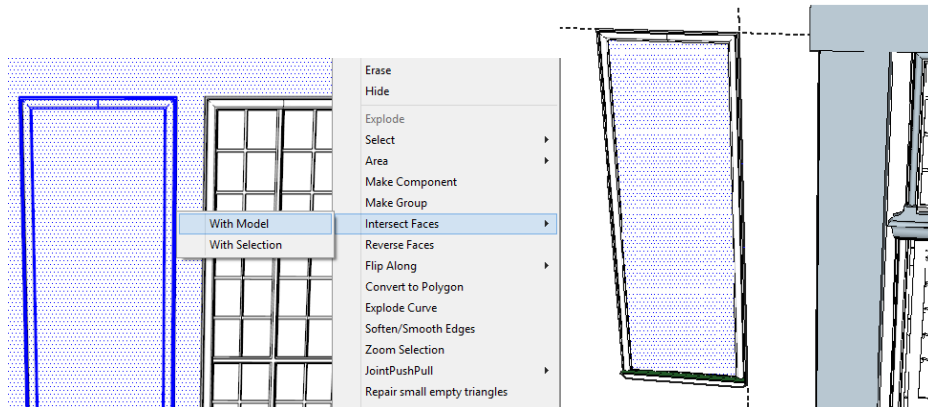 Erase
Hide
Explode
Select
Area
Make Component
Make Group
With Model
Intersect Faces
With Selection
Reverse Faces
Flip Along
Convert to Polygon
Explode Curve
Soften/Smooth Edges
Zoom Selection
JointPushPull
Repair small empty triangles